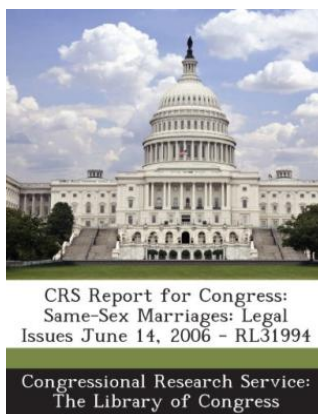 CRS Report for Congress:
Same-Sex Marriages: Legal
Issues June 14, 2006 - RL31994
Congressional Research Service:
The Library of Congress